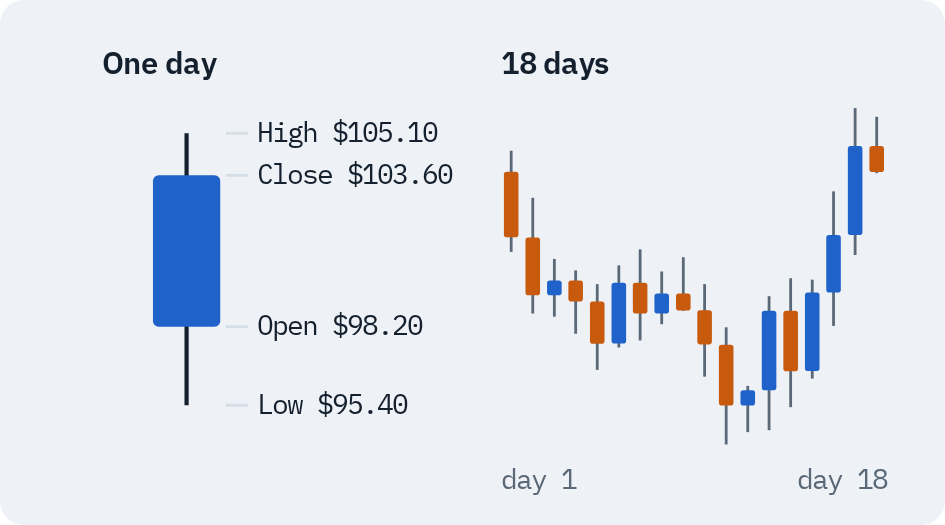 One day
High $105.10
Close $103.60
Open $98.20
Low $95.40
18 days
day 1
day 18